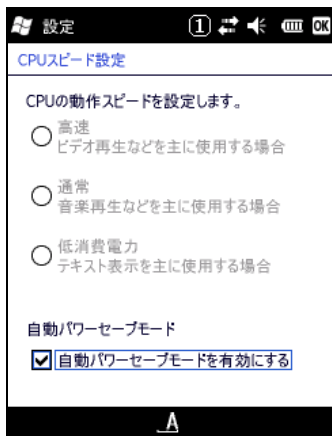 設定
1
OK
CPUスピード設定
CPUの動作スピードを設定します。
高速
ビデオ再生などを主に使用する場合
通常
音楽再生などを主に使用する場合
低消費電力
テキスト表示を主に使用する場合
自動パワーセーブモード
自動パワーセーブモードを有効にする
A